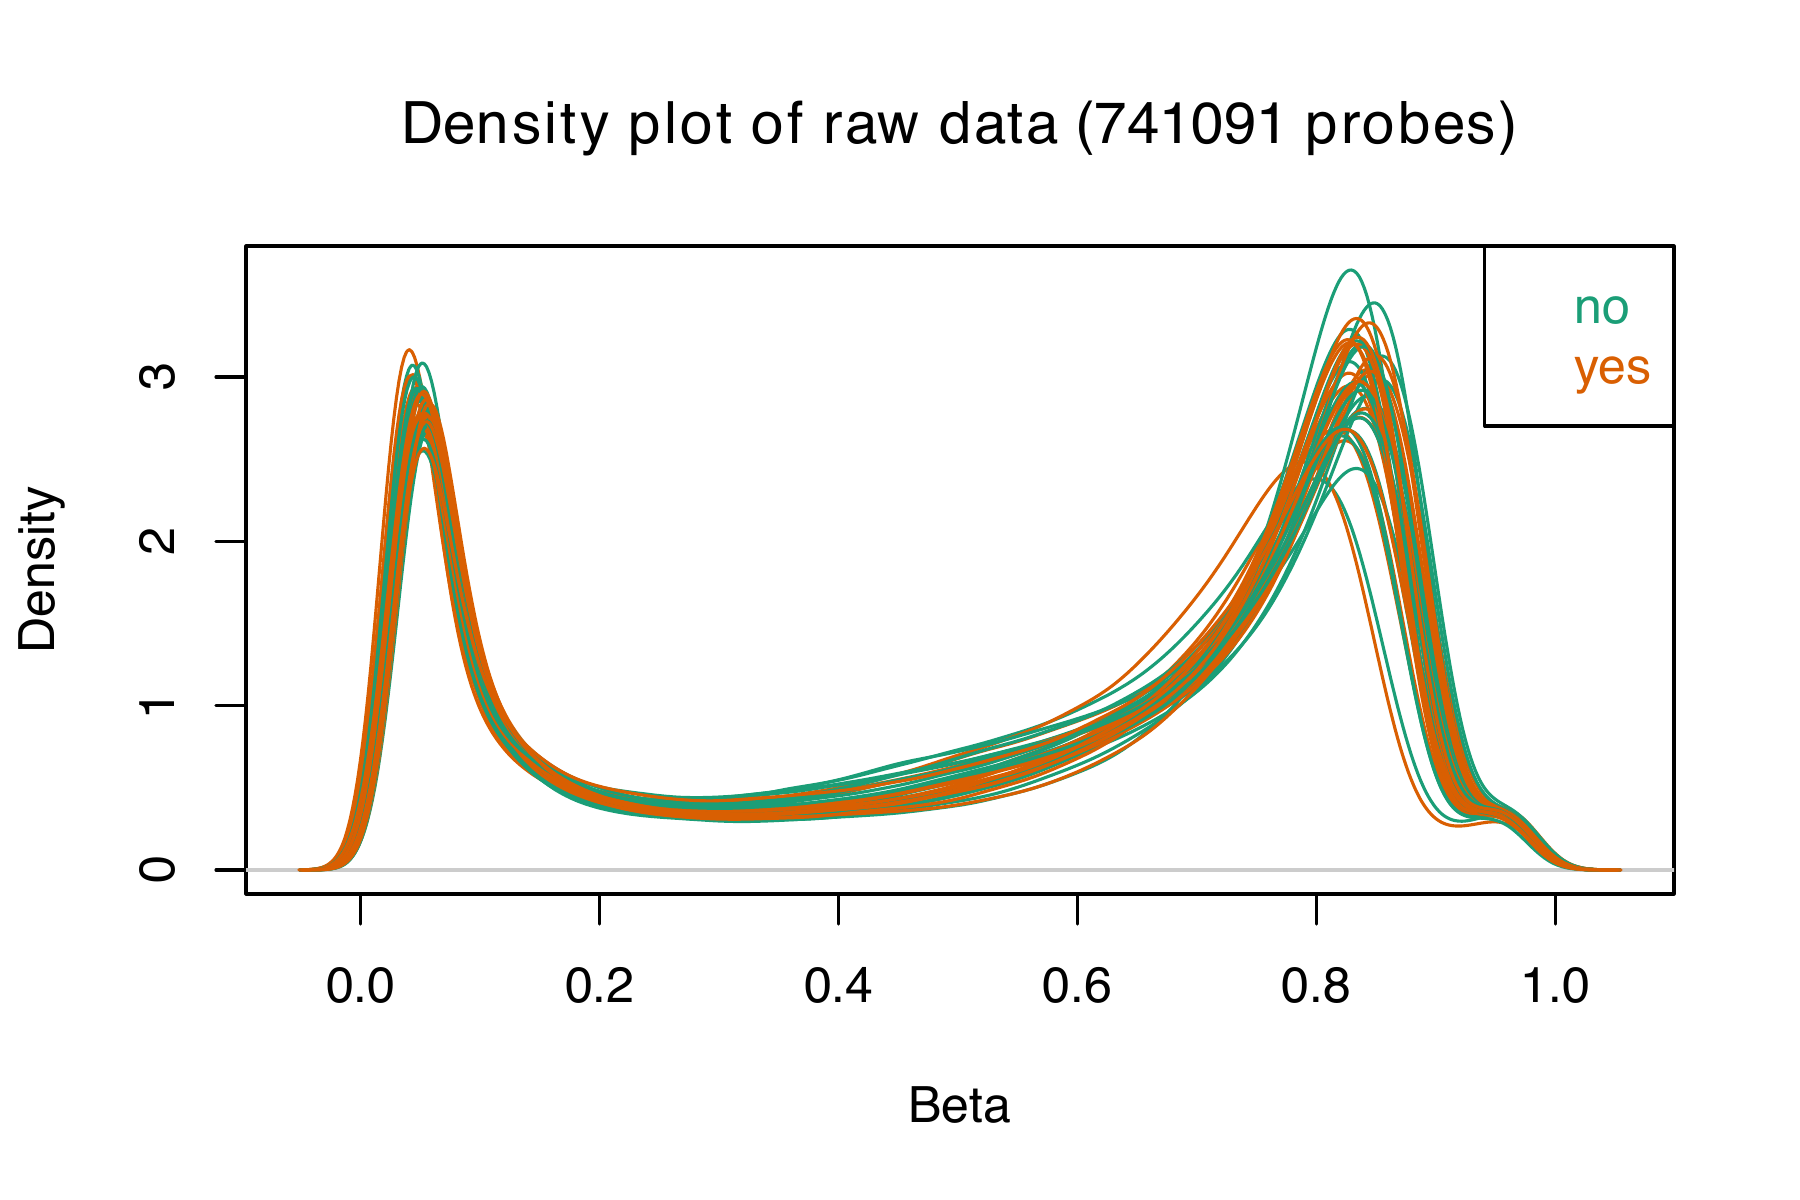 Density plot of raw data (741091 probes)
no
yes
3
2
1
0
Density
0.0 0.2 0.4 0.6 0.8 1.0
Beta